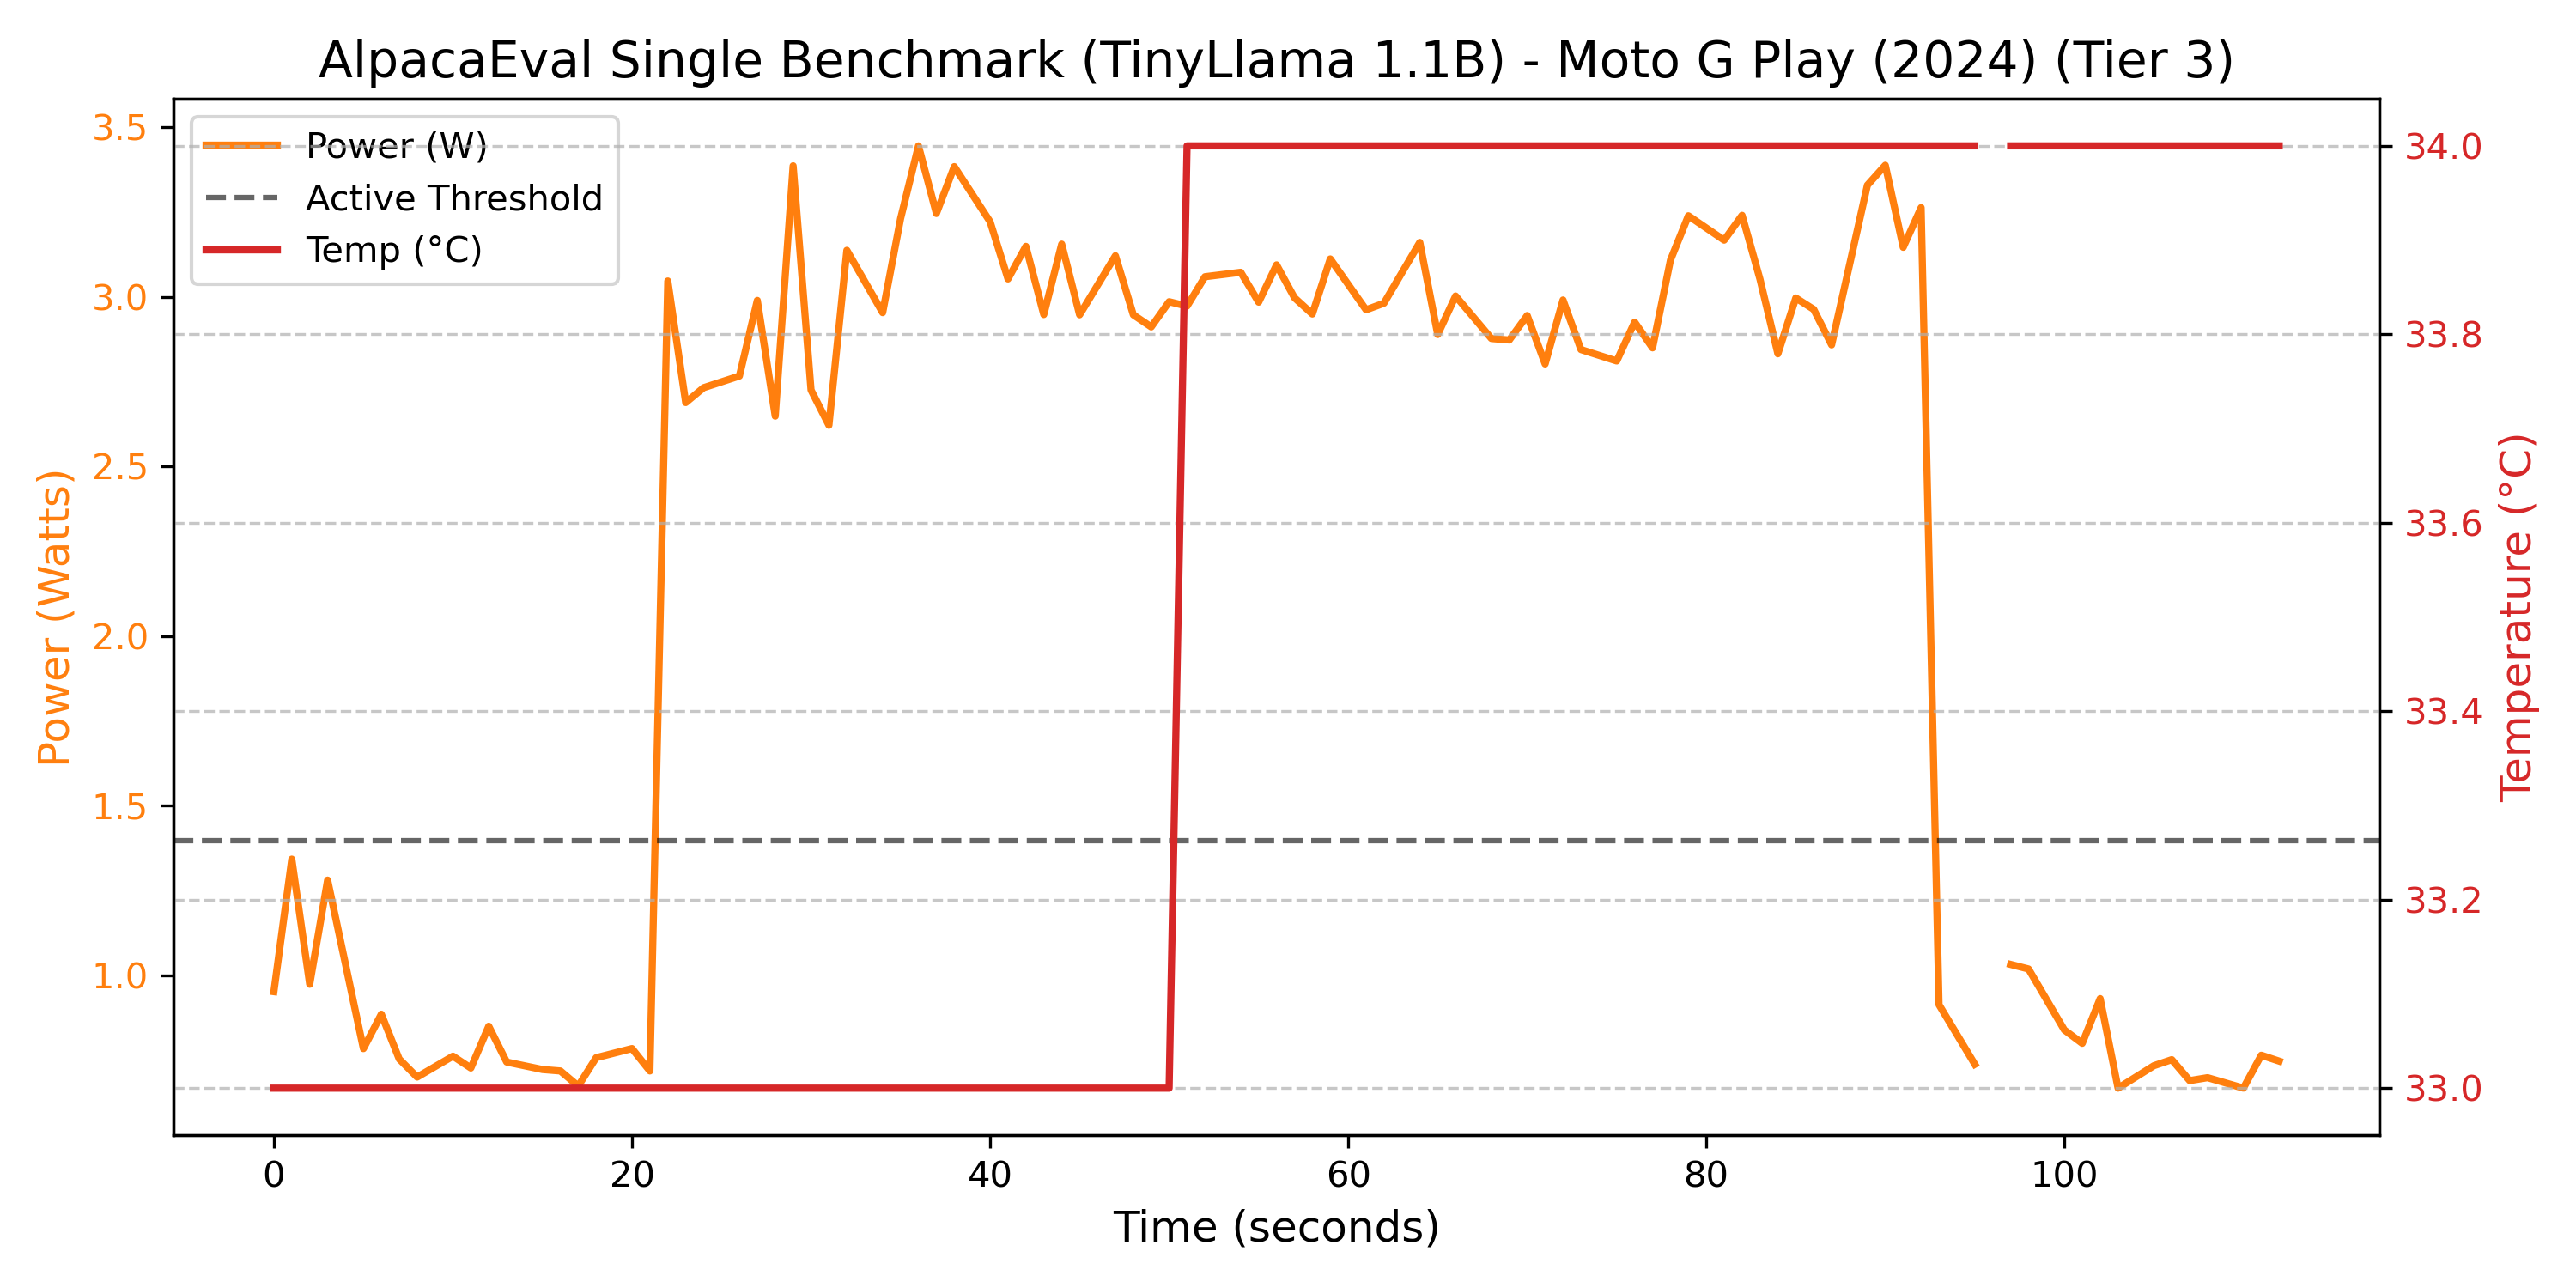 AlpacaEval Single Benchmark (TinyLlama 1.1B) - Moto G Play (2024) (Tier 3)
Power (W)
Active Threshold
Temp (°C)
Power (Watts)
3.5
3.0
2.5
2.0
1.5
1.0
34.0
33.8
33.6
33.4
33.2
33.0
Temperature (°C)
0 20 40 60 80 100
Time (seconds)